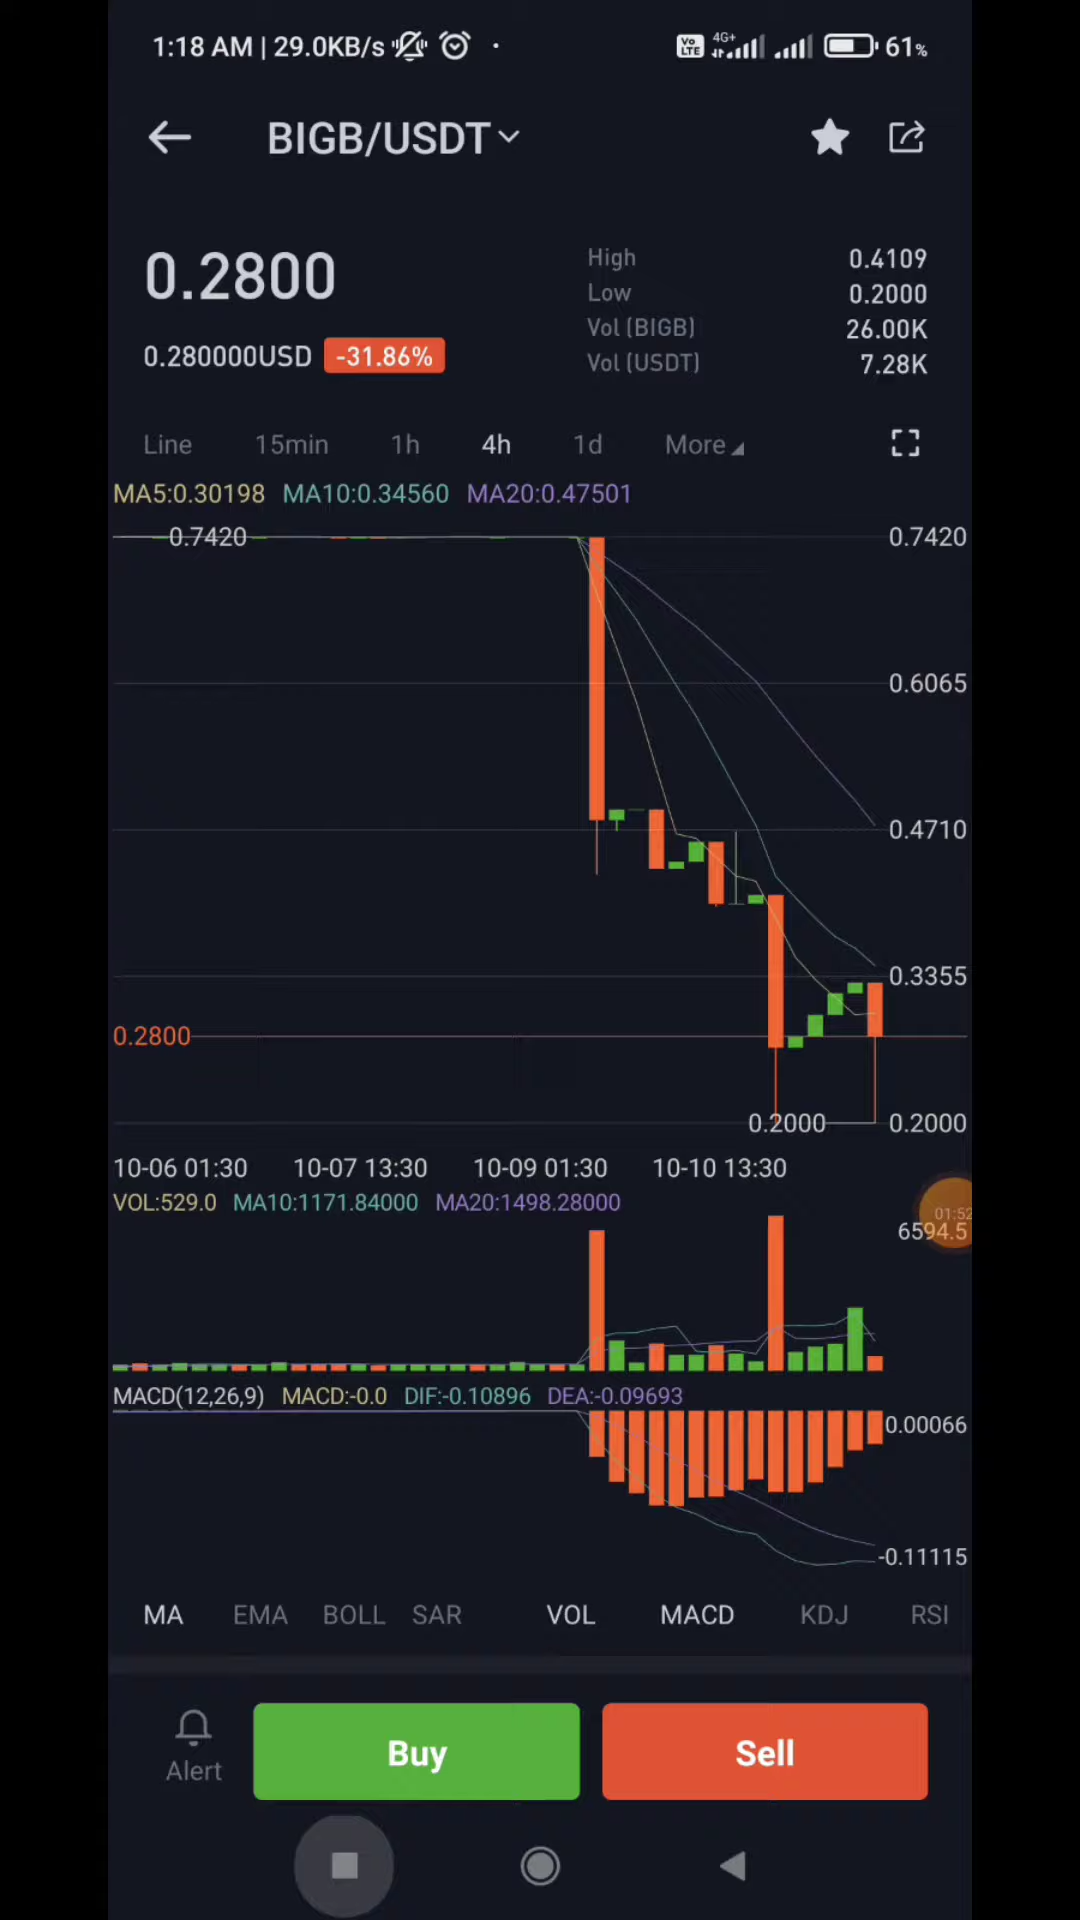 1:18 AM | 29.0KB/s Vo LTE 4G+ 61%
BIGB/USDT
0.2800
0.280000USD -31.86%
High 0.4109
Low 0.2000
Vol (BIGB) 26.00K
Vol (USDT) 7.28K
Line 15min 1h 4h 1d More
MA5:0.30198 MA10:0.34560 MA20:0.47501
0.7420 0.7420
0.6065
0.4710
0.3355
0.2800
0.2000 0.2000
10-06 01:30 10-07 13:30 10-09 01:30 10-10 13:30
VOL:529.0 MA10:1171.84000 MA20:1498.28000
01:52
6594.5
MACD(12,26,9) MACD:-0.0 DIF:-0.10896 DEA:-0.09693
0.00066
-0.11115
MA EMA BOLL SAR VOL MACD KDJ RSI
Alert Buy Sell